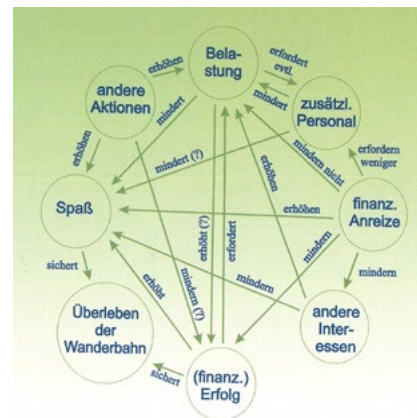 Bela-
stung
erhöhen
erfordert
evtl.
andere
Aktionen
mindert
mindert
zusätzl.
Personal
erhöhen
mindert (?)
mindern nicht
erfordern
weniger
erhöhen
Spaß
erhöht (?)
erfordert
erhöhen
finanz.
Anreize
sichert
erhöht
mindern (?)
mindern
mindern
mindern
Überleben
der
Wanderbahn
andere
Inter-
essen
sichert
(finanz.)
Erfolg